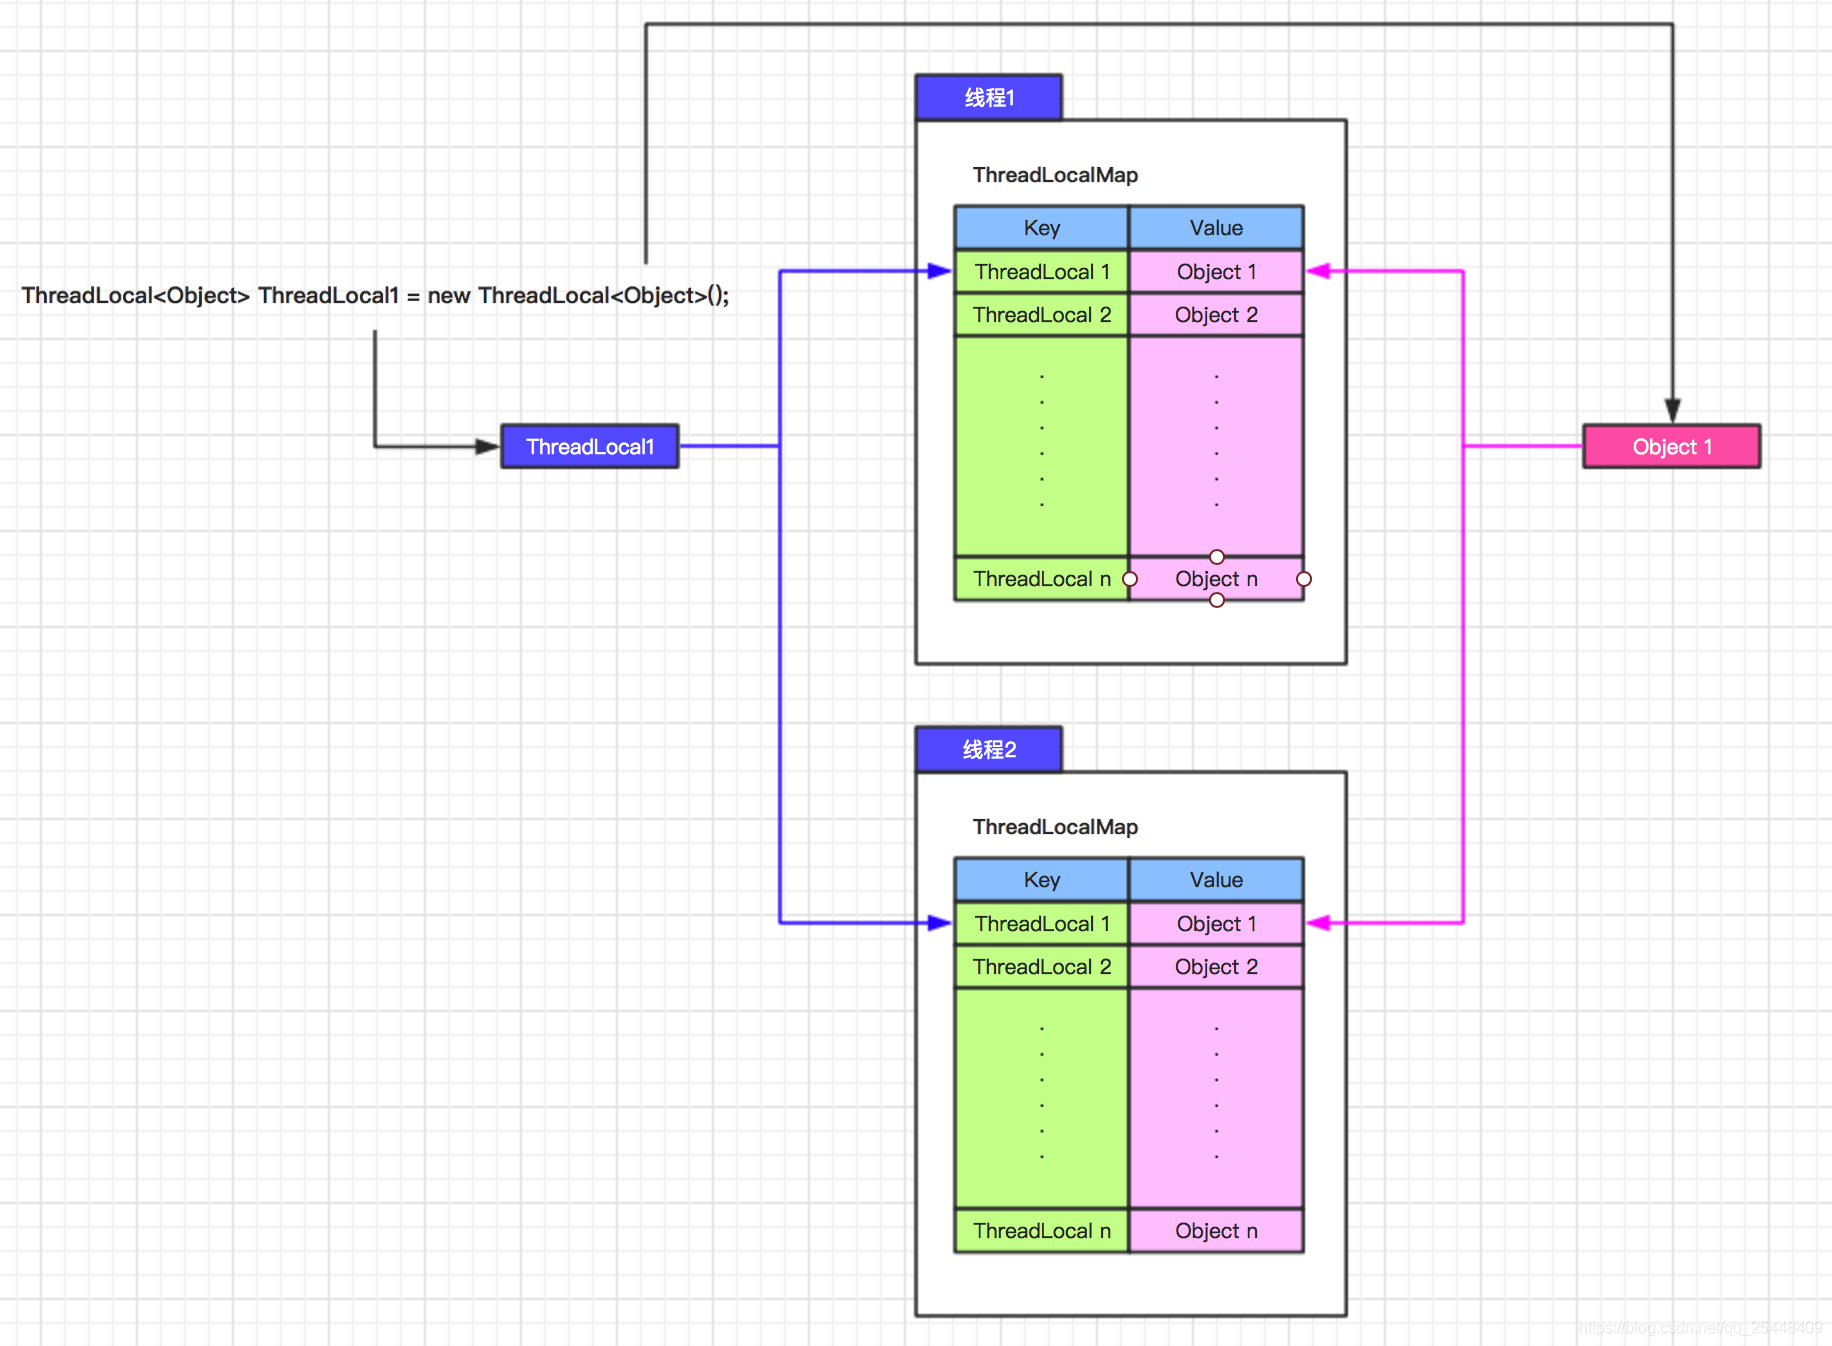 线程1
ThreadLocalMap
Key Value
ThreadLocal 1 Object 1
ThreadLocal 2 Object 2
ThreadLocal n Object n
ThreadLocal<Object> ThreadLocal1 = new ThreadLocal<Object>();
ThreadLocal1
Object 1
线程2
ThreadLocalMap
Key Value
ThreadLocal 1 Object 1
ThreadLocal 2 Object 2
ThreadLocal n Object n
https://blog.csdn.net/qq_25448409